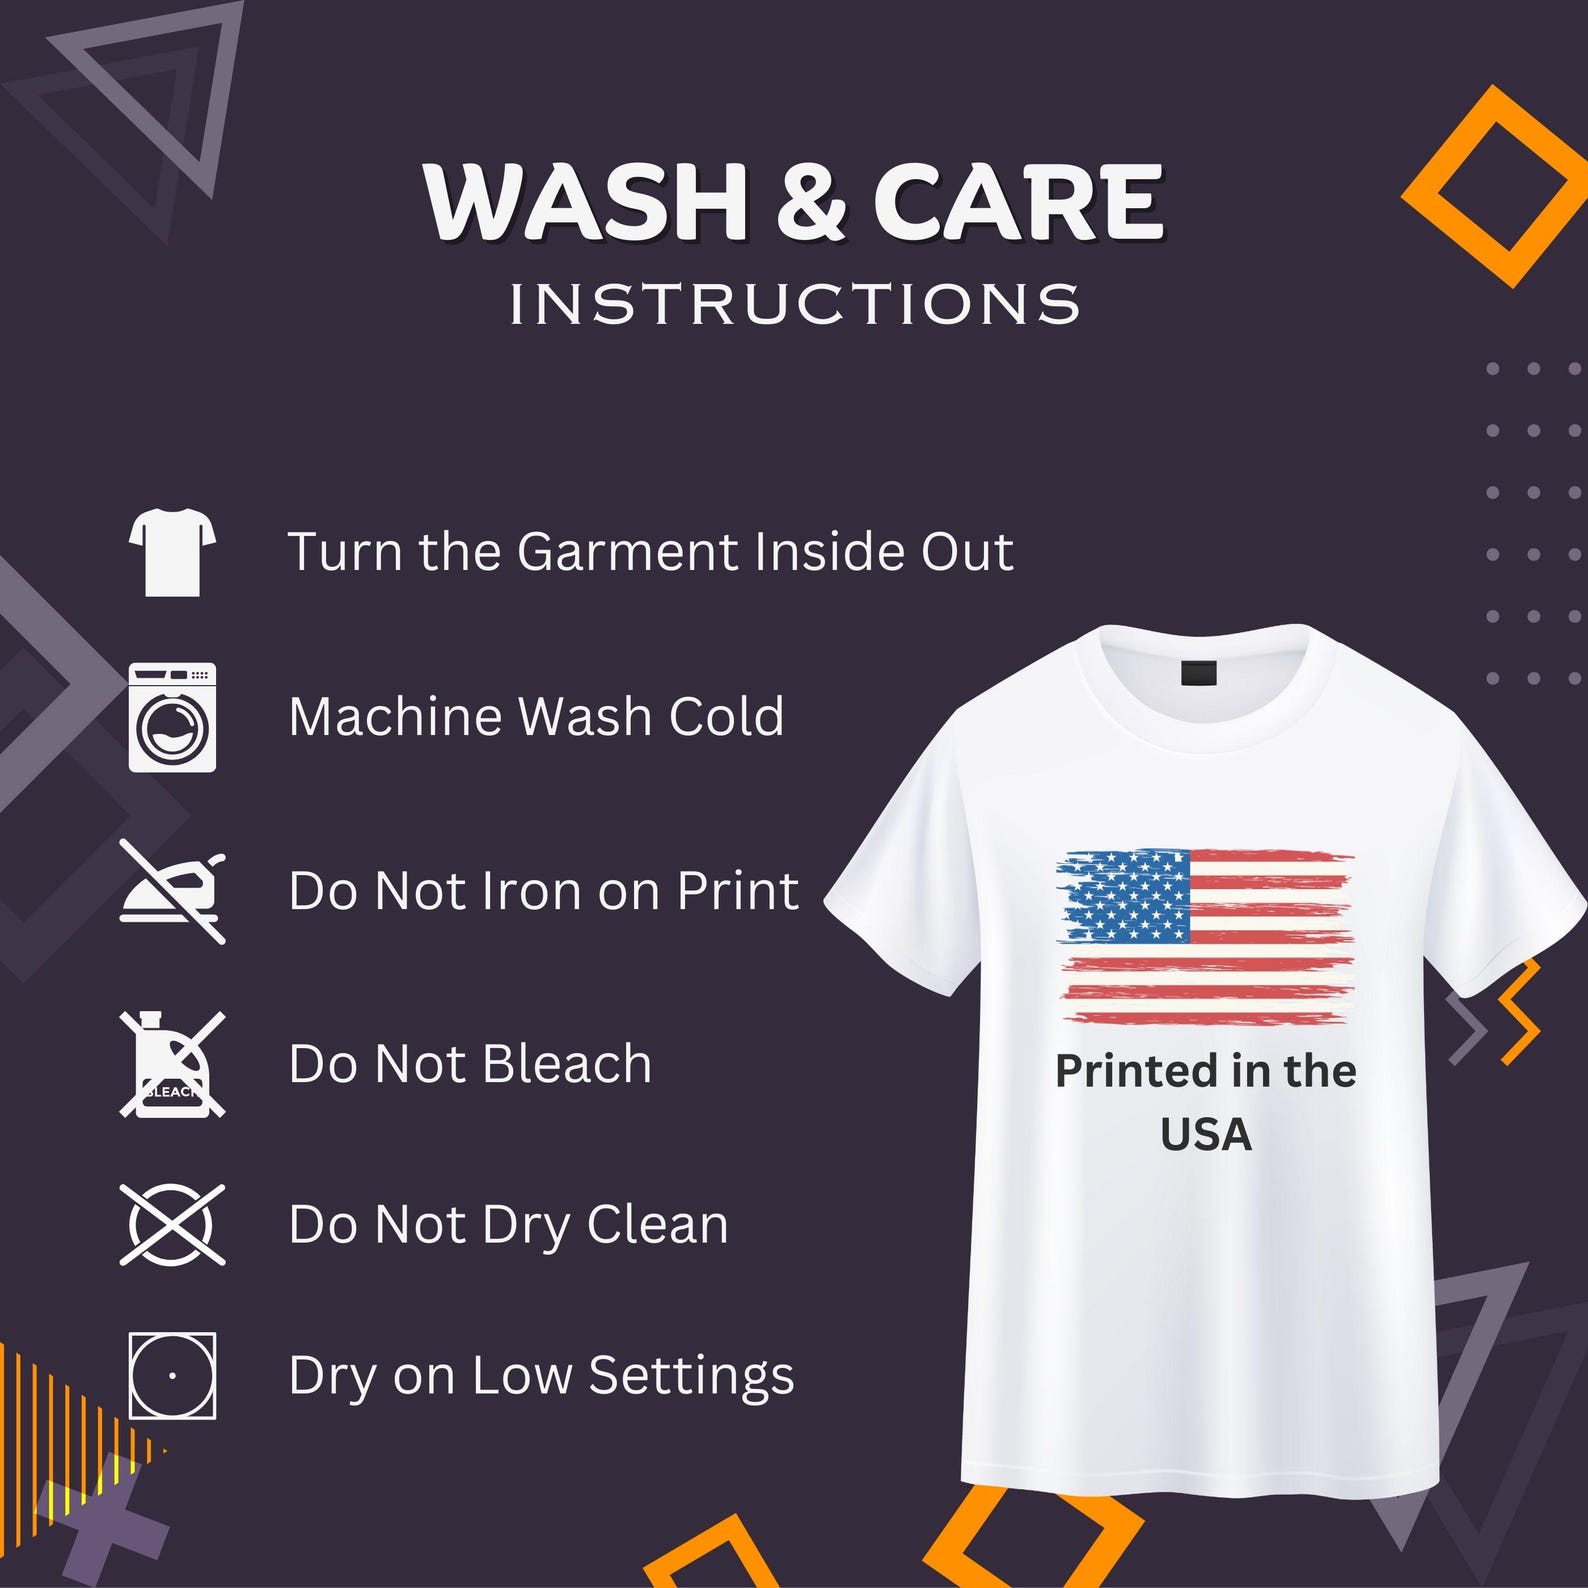 WASH & CARE
INSTRUCTIONS
Turn the Garment Inside Out
Machine Wash Cold
Do Not Iron on Print
BLEACH
Do Not Bleach
Do Not Dry Clean
Dry on Low Settings
Printed in the
USA